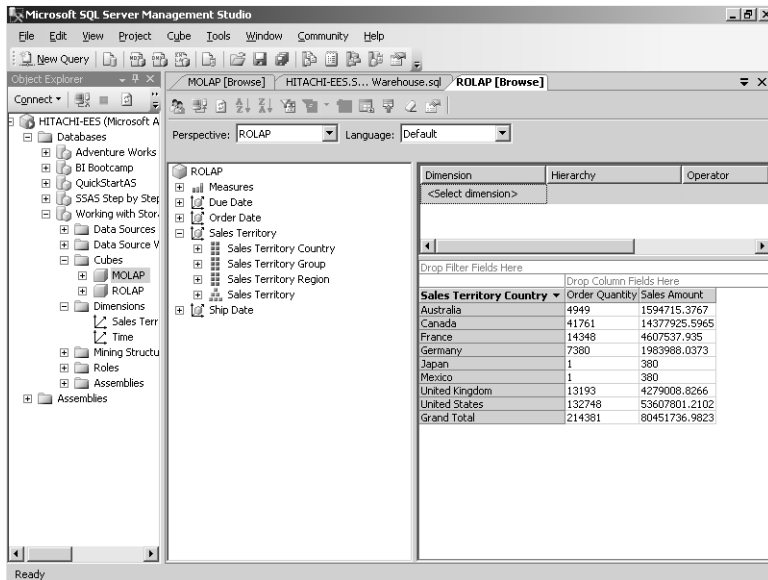 Microsoft SQL Server Management Studio
File Edit View Project Cube Tools Window Community Help
New Query
Object Explorer
Connect
HITACHI-EES (Microsoft A
Databases
Adventure Works
BI Bootcamp
QuickStartAS
SSAS Step by Step
Working with Stor
Data Sources
Data Source V
Cubes
MOLAP
ROLAP
Dimensions
Sales Terr
Time
Mining Structu
Roles
Assemblies
Assemblies
MOLAP [Browse] HITACHI-EES.S... Warehouse.sql ROLAP [Browse]
Perspective: ROLAP Language: Default
ROLAP
Measures
Due Date
Order Date
Sales Territory
Sales Territory Country
Sales Territory Group
Sales Territory Region
Sales Territory
Ship Date
Dimension Hierarchy Operator
<Select dimension>
Drop Filter Fields Here
Drop Column Fields Here
Sales Territory Country Order Quantity Sales Amount
Australia 4949 1594715.3767
Canada 41761 14377925.5965
France 14348 4607537.935
Germany 7380 1983988.0373
Japan 1 380
Mexico 1 380
United Kingdom 13193 4279008.8266
United States 132748 53607801.2102
Grand Total 214381 80451736.9823
Ready